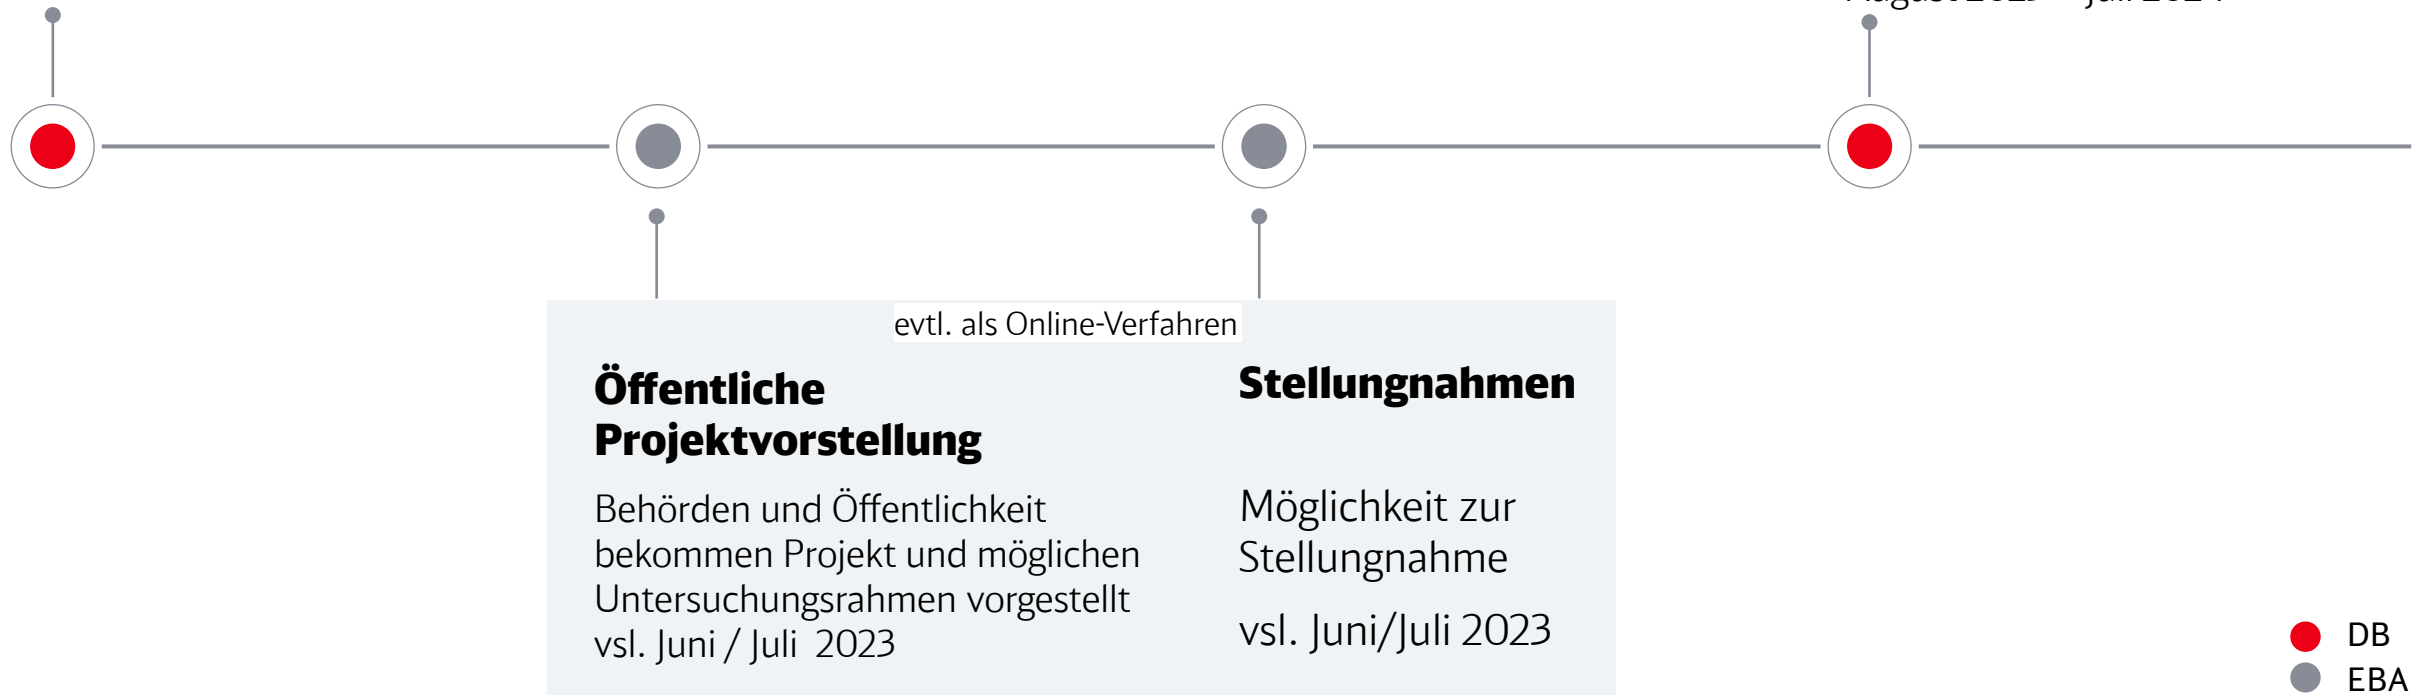 evtl. als Online-Verfahren
Öffentliche
Projektvorstellung
Behörden und Öffentlichkeit
bekommen Projekt und möglichen
Untersuchungsrahmen vorgestellt
vsl. Juni / Juli 2023
Stellungnahmen
Möglichkeit zur
Stellungnahme
vsl. Juni/Juli 2023
DB
EBA